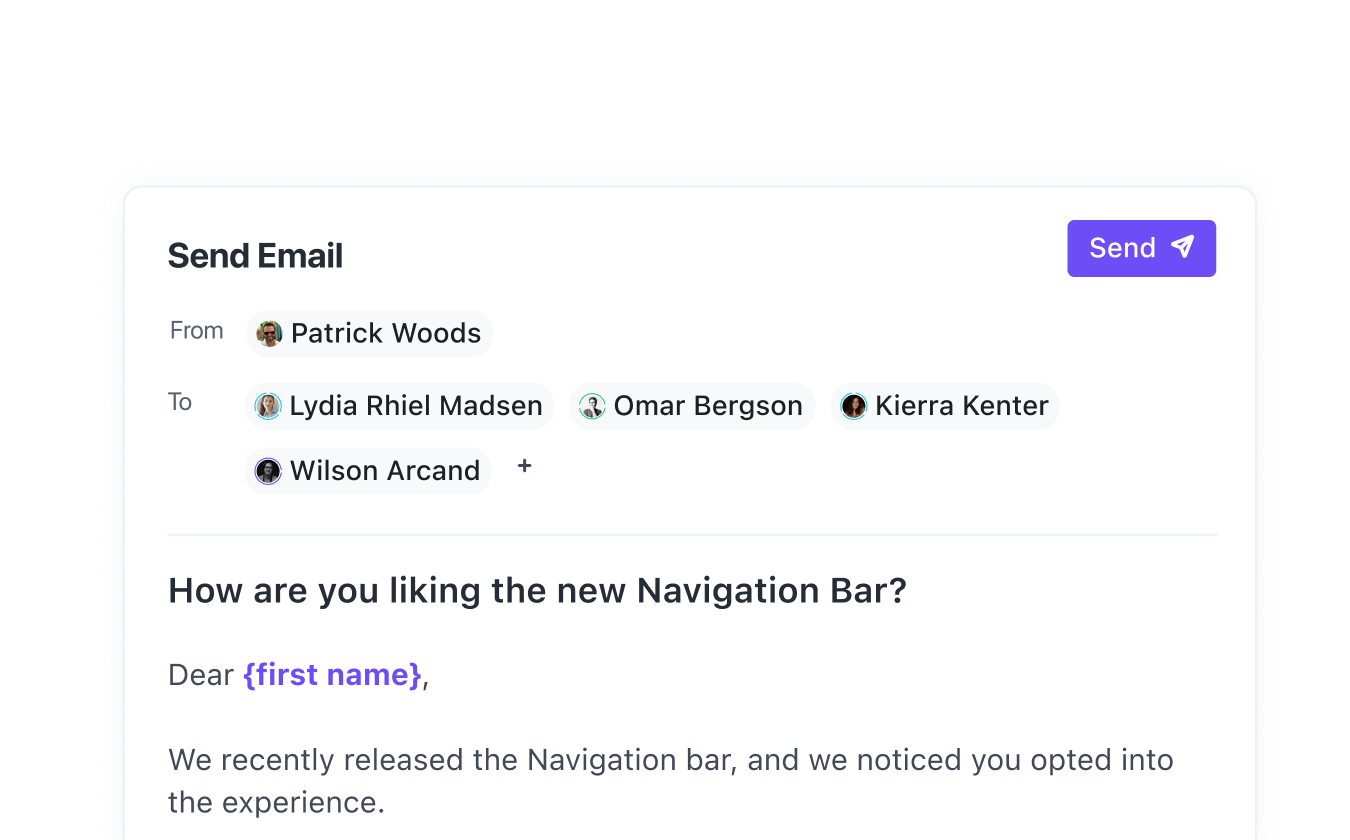 Send Email
Send
From Patrick Woods
To Lydia Rhiel Madsen Omar Bergson Kierra Kenter
Wilson Arcand +
How are you liking the new Navigation Bar?
Dear {first name},
We recently released the Navigation bar, and we noticed you opted into
the experience.